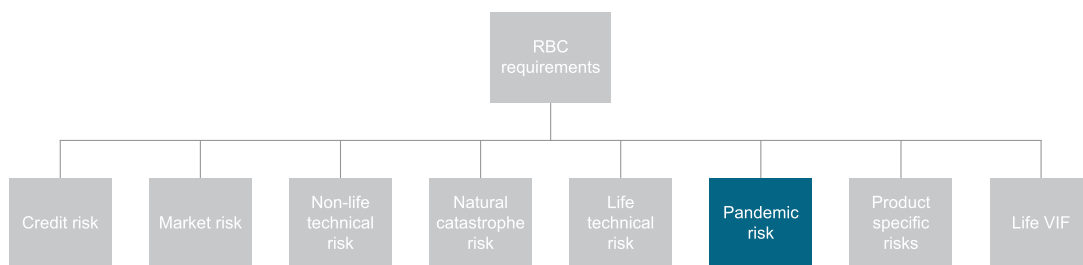 RBC
requirements
Credit risk
Market risk
Non-life
technical
risk
Natural
catastrophe
risk
Life
technical
risk
Pandemic
risk
Product
specific
risks
Life VIF